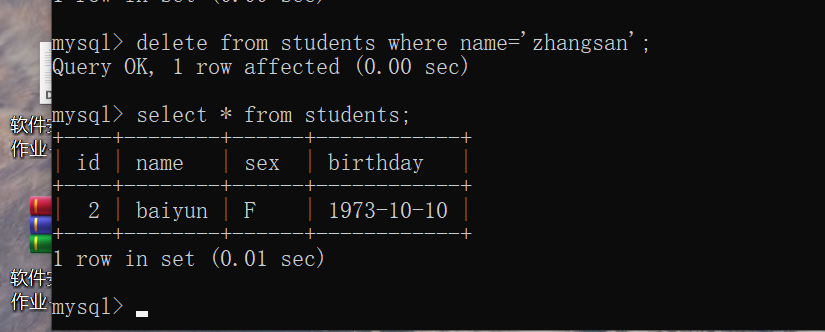 1 row in set (0.00 sec)
mysql> delete from students where name='zhangsan';
Query OK, 1 row affected (0.00 sec)
mysql> select * from students;
+----+--------+------+------------+
| id | name   | sex  | birthday   |
+----+--------+------+------------+
|  2 | baiyun | F    | 1973-10-10 |
+----+--------+------+------------+
1 row in set (0.01 sec)
mysql>
D
软件
作业
软件
作业